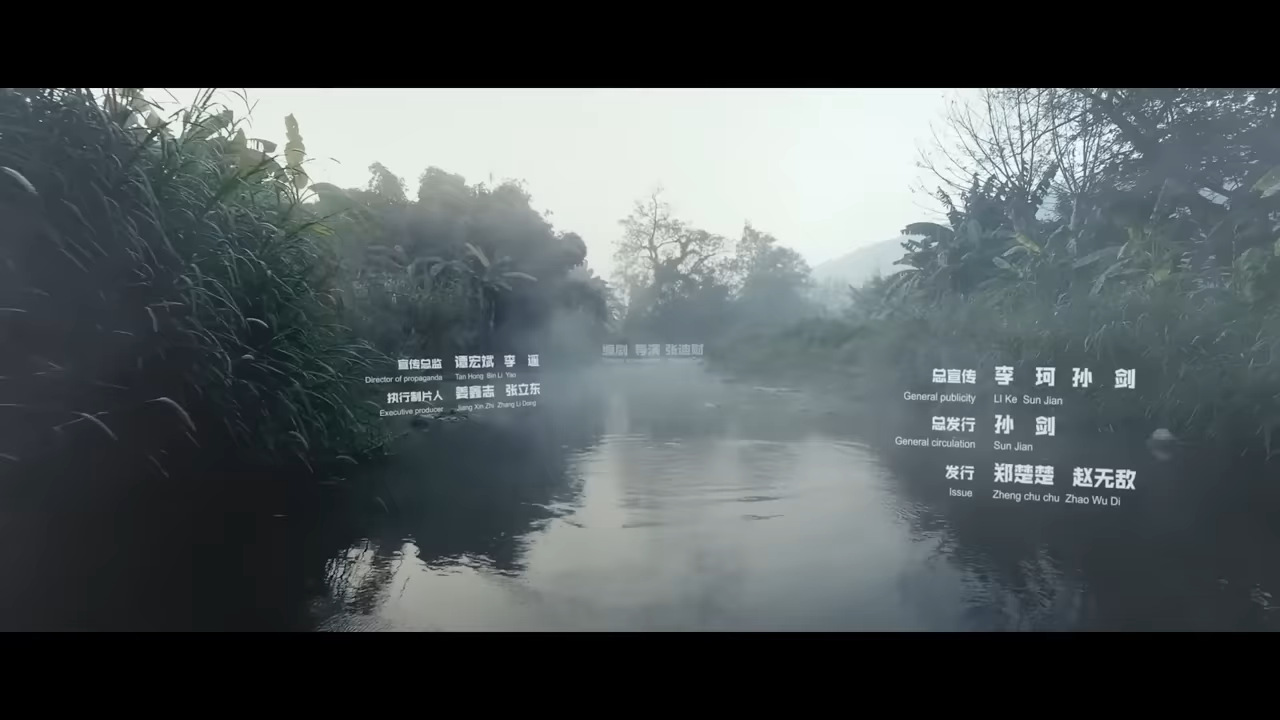 宣传总监 谭宏斌 李 遥
Director of propaganda Tan Hong Bin Li Yao
执行制片人 姜鑫志 张立东
Executive producer Jiang Xin Zhi Zhang Li Dong
编剧 导演
总宣传 李 珂 孙 剑
General publicity LI Ke Sun Jian
总发行 孙 剑
General circulation Sun Jian
发行 郑楚楚 赵无敌
Issue Zheng chu chu Zhao Wu Di